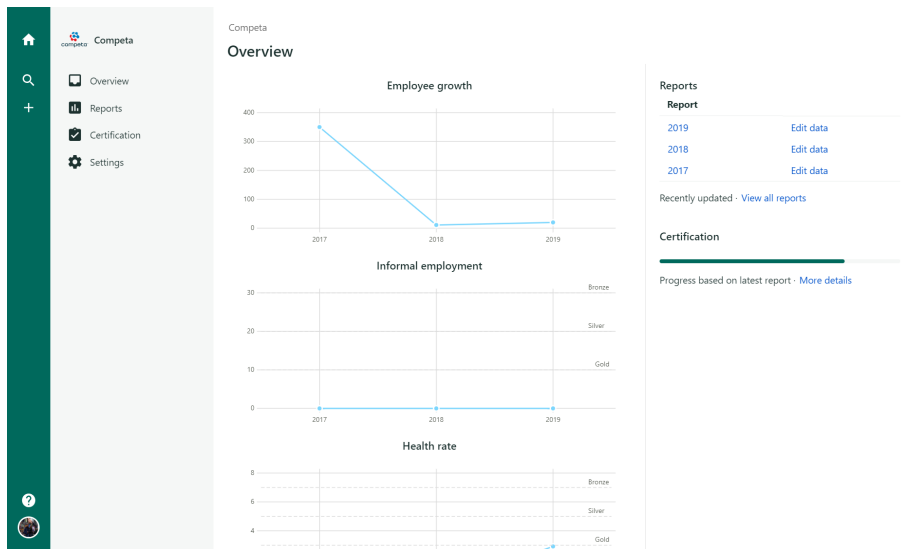 competa
Competa
Overview
Reports
Certification
Settings
?
Competa
Overview
Employee growth
400
300
200
100
0
2017 2018 2019
Informal employment
30
Bronze
20
Silver
10
Gold
0
2017 2018 2019
Health rate
8
Bronze
6
Silver
4
Gold
Reports
Report
2019 Edit data
2018 Edit data
2017 Edit data
Recently updated · View all reports
Certification
Progress based on latest report · More details